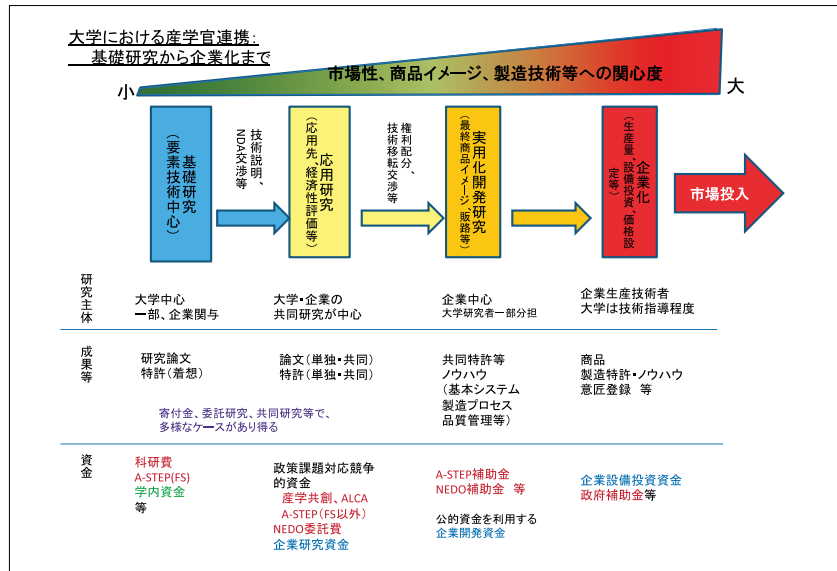 大学における産学官連携:
基礎研究から企業化まで
市場性、商品イメージ、製造技術等への関心度
小
大
基礎研究
(要素技術中心)
技術説明、
NDA交渉等
応用研究
(応用先、経済性評価等)
権利配分、
技術移転交渉等
実用化開発研究
(最終商品イメージ、販路等)
企業化
(生産量、設備投資、価格設
定等)
市場投入
研究主体
大学中心
一部、企業関与
大学・企業の
共同研究が中心
企業中心
大学研究者一部分担
企業生産技術者
大学は技術指導程度
成果等
研究論文
特許(着想)
論文(単独・共同)
特許(単独・共同)
共同特許等
ノウハウ
(基本システム
製造プロセス
品質管理等)
商品
製造特許・ノウハウ
意匠登録 等
寄付金、委託研究、共同研究等で、
多様なケースがあり得る
資金
科研費
A-STEP(FS)
学内資金
等
政策課題対応競争
的資金
産学共創、ALCA
A-STEP(FS以外)
NEDO委託費
企業研究資金
A-STEP補助金
NEDO補助金 等
公的資金を利用する
企業開発資金
企業設備投資資金
政府補助金等